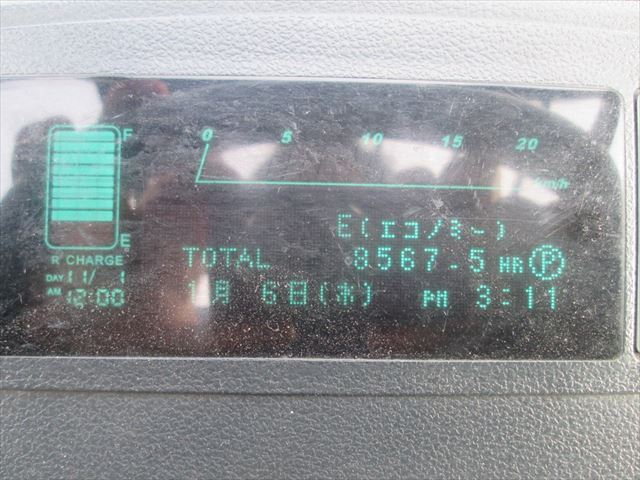 F
0 5 10 15 20
km/h
E
E(エコノミー)
R CHARGE
TOTAL 8567.5 HR P
DAY 11/ 1
AM 12:00
1月 6日(水) PM 3:11